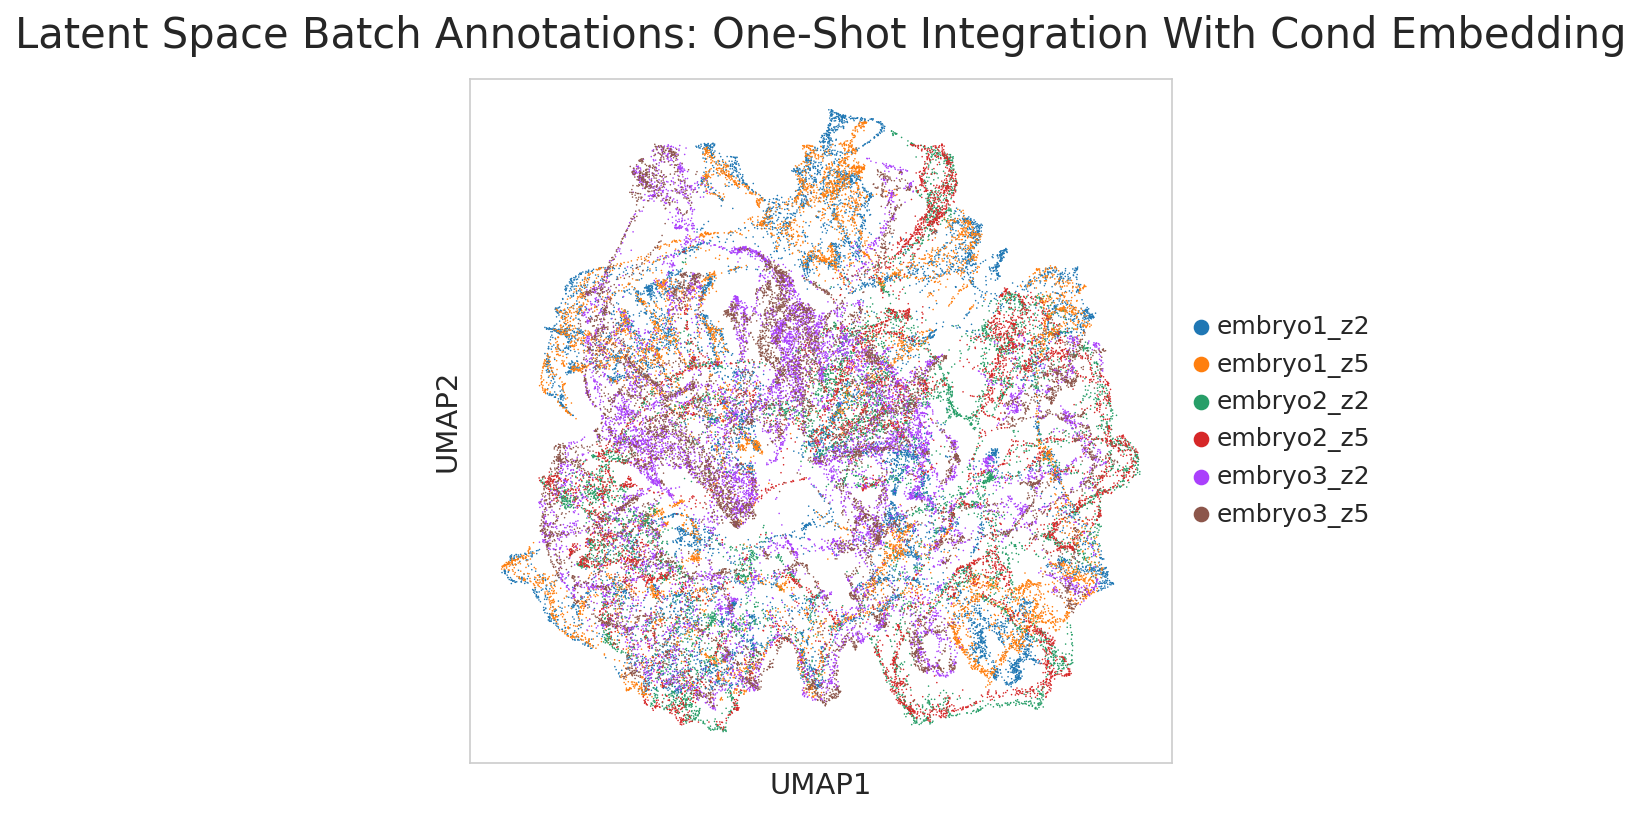 Latent Space Batch Annotations: One-Shot Integration With Cond Embedding
UMAP2
embryo1_z2
embryo1_z5
embryo2_z2
embryo2_z5
embryo3_z2
embryo3_z5
UMAP1